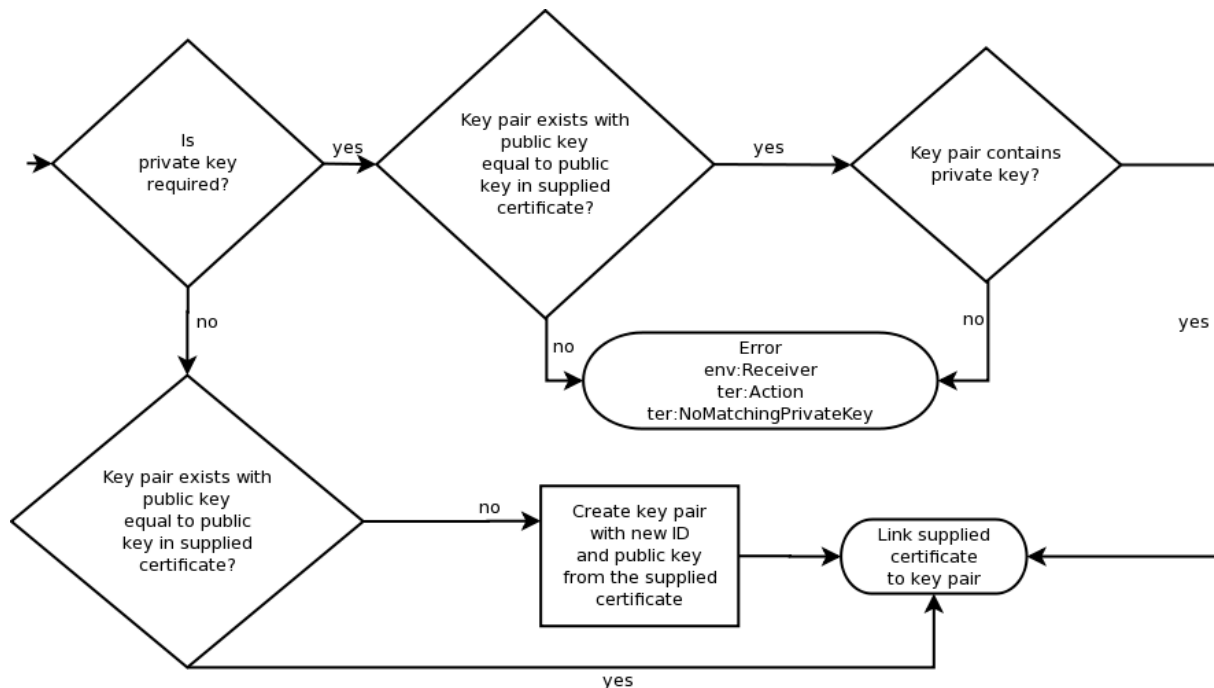 Is
private key
required?
yes
Key pair exists with
public key
equal to public
key in supplied
certificate?
yes
Key pair contains
private key?
no
no
Error
env:Receiver
ter:Action
ter:NoMatchingPrivateKey
no
yes
Key pair exists with
public key
equal to public
key in supplied
certificate?
no
Create key pair
with new ID
and public key
from the supplied
certificate
Link supplied
certificate
to key pair
yes